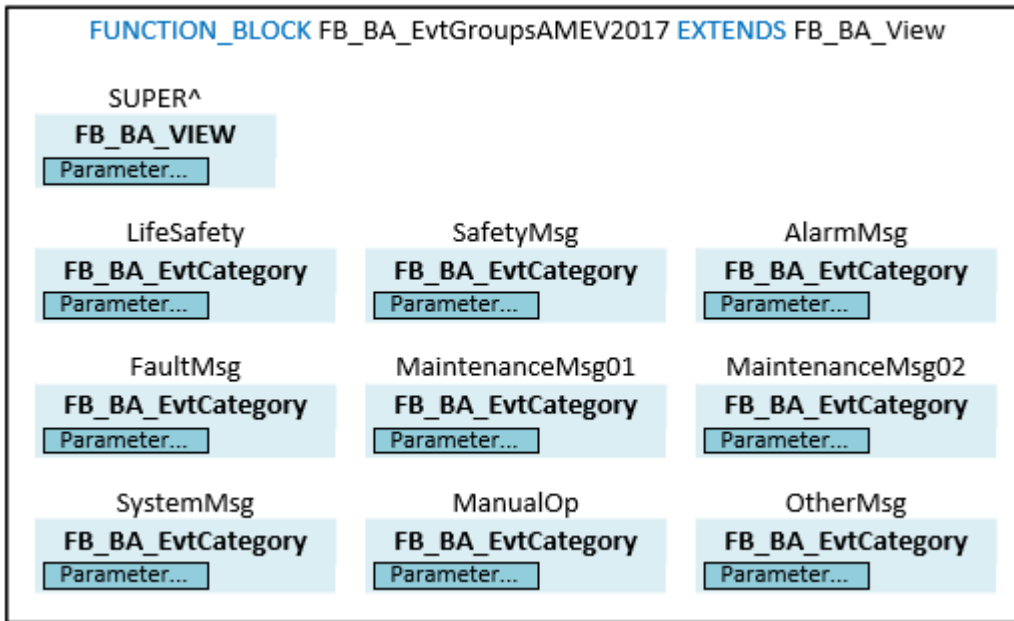 FUNCTION_BLOCK FB_BA_EvtGroupsAMEV2017 EXTENDS FB_BA_View
SUPER^
FB_BA_VIEW
Parameter...
LifeSafety SafetyMsg AlarmMsg
FB_BA_EvtCategory FB_BA_EvtCategory FB_BA_EvtCategory
Parameter... Parameter... Parameter...
FaultMsg MaintenanceMsg01 MaintenanceMsg02
FB_BA_EvtCategory FB_BA_EvtCategory FB_BA_EvtCategory
Parameter... Parameter... Parameter...
SystemMsg ManualOp OtherMsg
FB_BA_EvtCategory FB_BA_EvtCategory FB_BA_EvtCategory
Parameter... Parameter... Parameter...